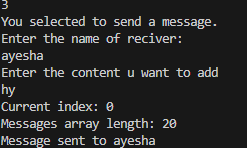 3
You selected to send a message.
Enter the name of reciver:
ayesha
Enter the content u want to add
hy
Current index: 0
Messages array length: 20
Message sent to ayesha